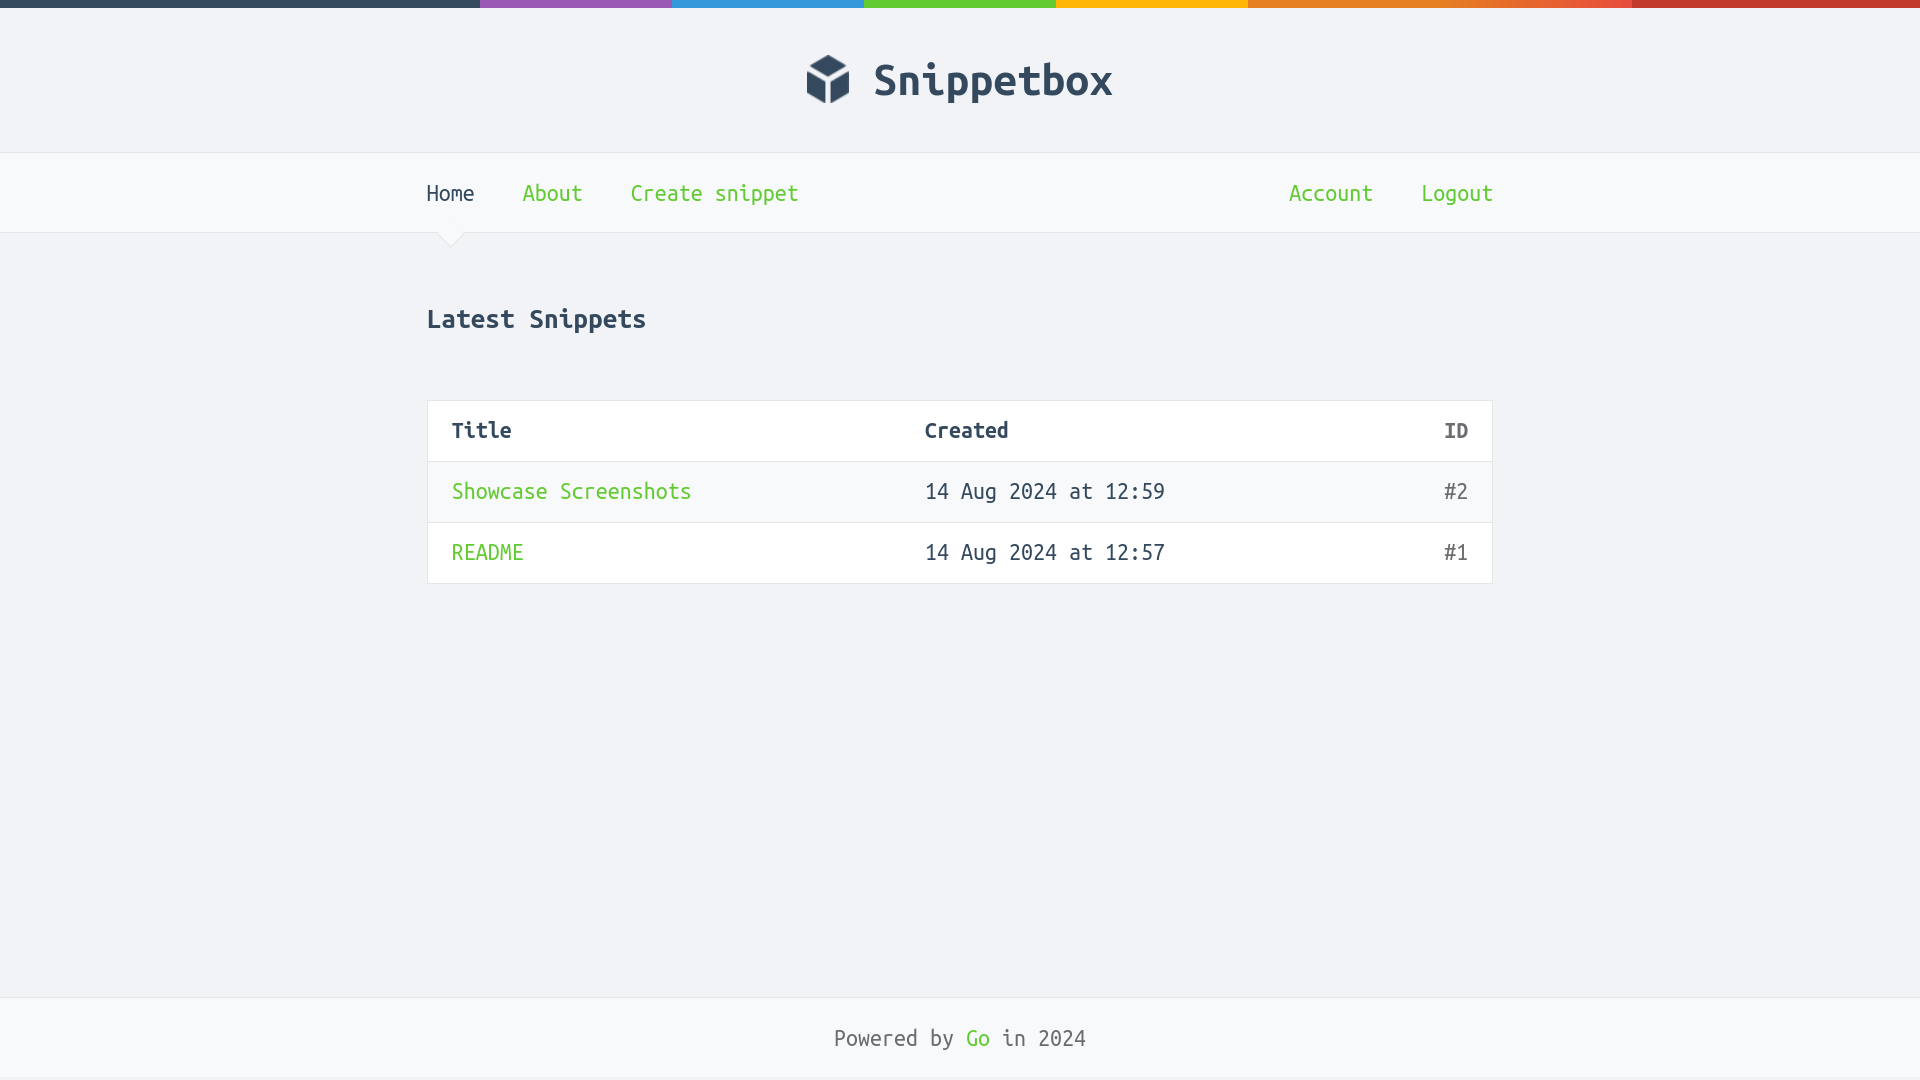 Snippetbox
Home About Create snippet Account Logout
Latest Snippets
Title Created ID
Showcase Screenshots 14 Aug 2024 at 12:59 #2
README 14 Aug 2024 at 12:57 #1
Powered by Go in 2024